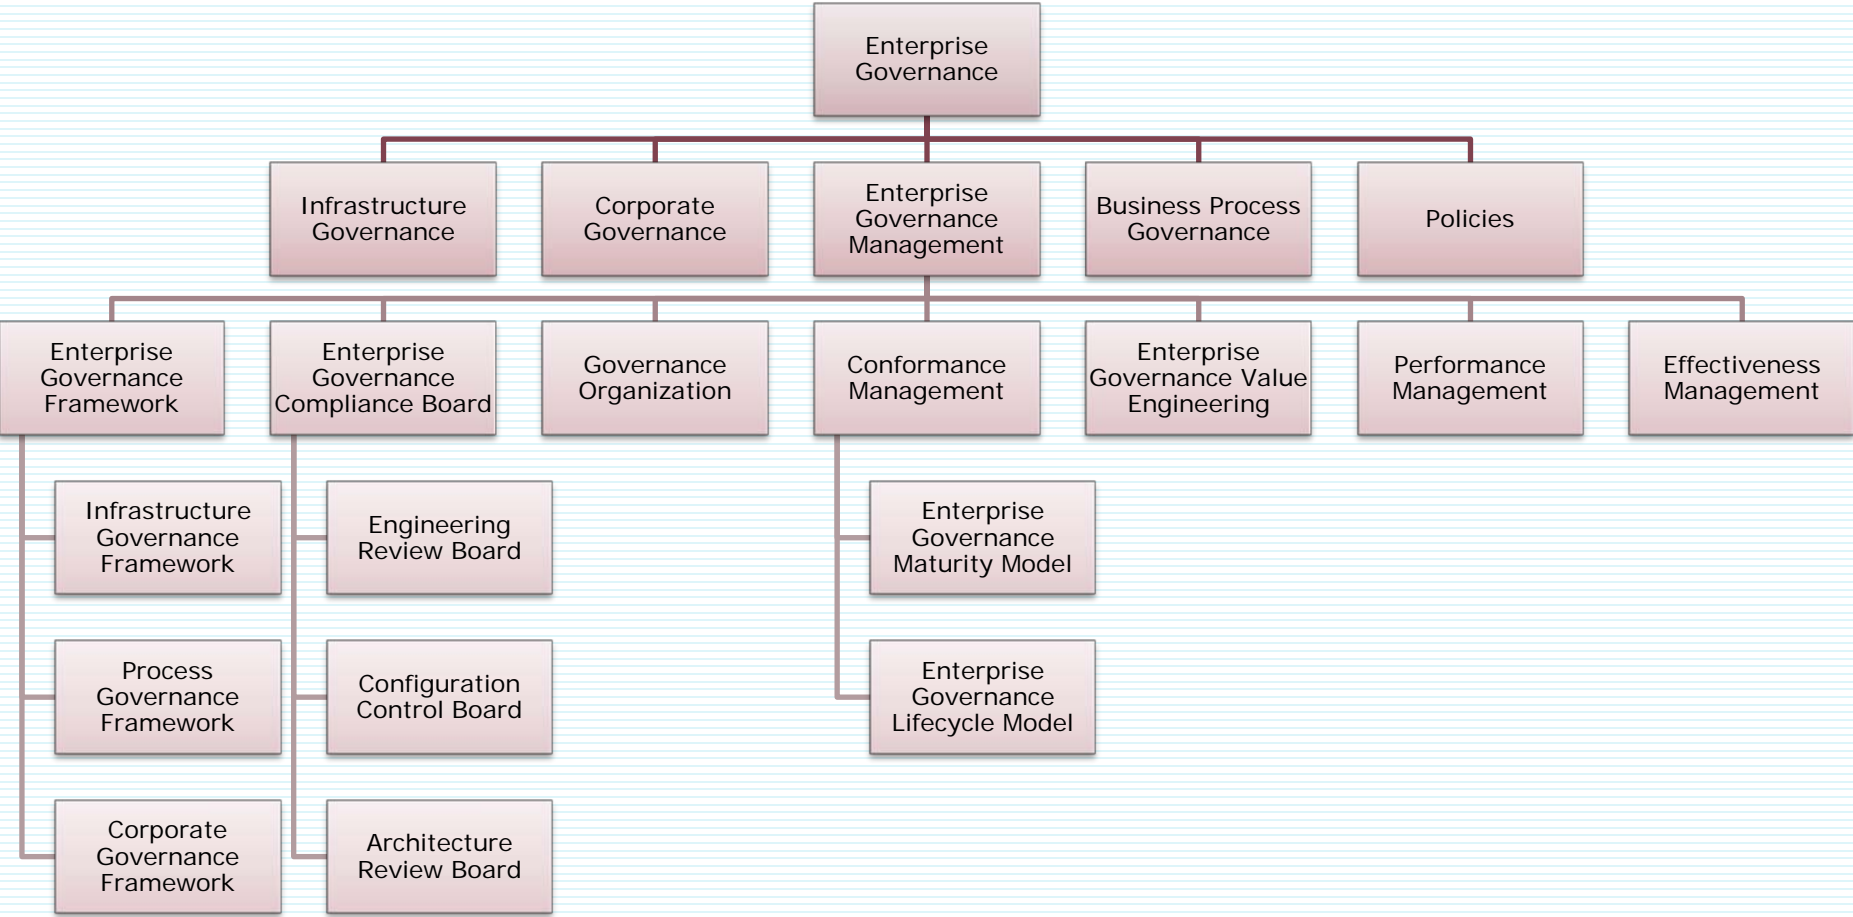 Enterprise
Governance
Infrastructure
Governance
Corporate
Governance
Enterprise
Governance
Management
Business Process
Governance
Policies
Enterprise
Governance
Framework
Enterprise
Governance
Compliance Board
Governance
Organization
Conformance
Management
Enterprise
Governance Value
Engineering
Performance
Management
Effectiveness
Management
Infrastructure
Governance
Framework
Engineering
Review Board
Enterprise
Governance
Maturity Model
Process
Governance
Framework
Configuration
Control Board
Enterprise
Governance
Lifecycle Model
Corporate
Governance
Framework
Architecture
Review Board